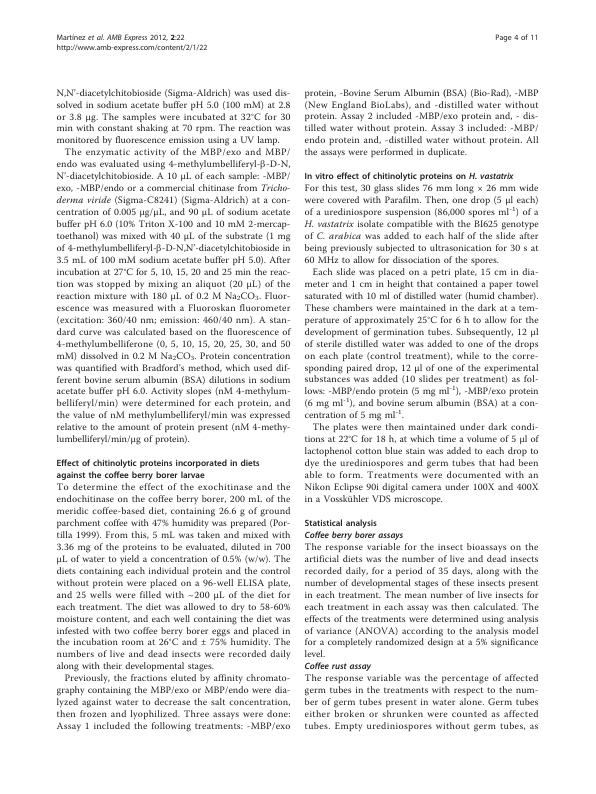 Martínez et al. AMB Express 2012, 2:22
http://www.amb-express.com/content/2/1/22
Page 4 of 11
N,N'-diacetylchitobioside (Sigma-Aldrich) was used dis-
solved in sodium acetate buffer pH 5.0 (100 mM) at 2.8
or 3.8 μg. The samples were incubated at 32°C for 30
min with constant shaking at 70 rpm. The reaction was
monitored by fluorescence emission using a UV lamp.
The enzymatic activity of the MBP/exo and MBP/
endo was evaluated using 4-methylumbelliferyl-β-D-N,
N'-diacetylchitobioside. A 10 μL of each sample: -MBP/
exo, -MBP/endo or a commercial chitinase from Tricho-
derma viride (Sigma-C8241) (Sigma-Aldrich) at a con-
centration of 0.005 μg/μL, and 90 μL of sodium acetate
buffer pH 6.0 (10% Triton X-100 and 10 mM 2-mercap-
toethanol) was mixed with 40 μL of the substrate (1 mg
of 4-methylumbelliferyl-β-D-N,N'-diacetylchitobioside in
3.5 mL of 100 mM sodium acetate buffer pH 5.0). After
incubation at 27°C for 5, 10, 15, 20 and 25 min the reac-
tion was stopped by mixing an aliquot (20 μL) of the
reaction mixture with 180 μL of 0.2 M Na₂CO₃. Fluor-
escence was measured with a Fluoroskan fluorometer
(excitation: 360/40 nm; emission: 460/40 nm). A stan-
dard curve was calculated based on the fluorescence of
4-methylumbelliferone (0, 5, 10, 15, 20, 25, 30, and 50
mM) dissolved in 0.2 M Na₂CO₃. Protein concentration
was quantified with Bradford's method, which used dif-
ferent bovine serum albumin (BSA) dilutions in sodium
acetate buffer pH 6.0. Activity slopes (nM 4-methylum-
belliferyl/min) were determined for each protein, and
the value of nM methylumbelliferyl/min was expressed
relative to the amount of protein present (nM 4-methy-
lumbelliferyl/min/μg of protein).
Effect of chitinolytic proteins incorporated in diets
against the coffee berry borer larvae
To determine the effect of the exochitinase and the
endochitinase on the coffee berry borer, 200 mL of the
meridic coffee-based diet, containing 26.6 g of ground
parchment coffee with 47% humidity was prepared (Por-
tilla 1999). From this, 5 mL was taken and mixed with
3.36 mg of the proteins to be evaluated, diluted in 700
μL of water to yield a concentration of 0.5% (w/w). The
diets containing each individual protein and the control
without protein were placed on a 96-well ELISA plate,
and 25 wells were filled with ~200 μL of the diet for
each treatment. The diet was allowed to dry to 58-60%
moisture content, and each well containing the diet was
infested with two coffee berry borer eggs and placed in
the incubation room at 26°C and ± 75% humidity. The
numbers of live and dead insects were recorded daily
along with their developmental stages.
Previously, the fractions eluted by affinity chromato-
graphy containing the MBP/exo or MBP/endo were dia-
lyzed against water to decrease the salt concentration,
then frozen and lyophilized. Three assays were done:
Assay 1 included the following treatments: -MBP/exo
protein, -Bovine Serum Albumin (BSA) (Bio-Rad), -MBP
(New England BioLabs), and -distilled water without
protein. Assay 2 included -MBP/exo protein and, - dis-
tilled water without protein. Assay 3 included: -MBP/
endo protein and, -distilled water without protein. All
the assays were performed in duplicate.
In vitro effect of chitinolytic proteins on H. vastatrix
For this test, 30 glass slides 76 mm long × 26 mm wide
were covered with Parafilm. Then, one drop (5 μl each)
of a urediniospore suspension (86,000 spores ml⁻¹) of a
H. vastatrix isolate compatible with the BI625 genotype
of C. arabica was added to each half of the slide after
being previously subjected to ultrasonification for 30 s at
60 MHz to allow for dissociation of the spores.
Each slide was placed on a petri plate, 15 cm in dia-
meter and 1 cm in height that contained a paper towel
saturated with 10 ml of distilled water (humid chamber).
These chambers were maintained in the dark at a tem-
perature of approximately 25°C for 6 h to allow for the
development of germination tubes. Subsequently, 12 μl
of sterile distilled water was added to one of the drops
on each plate (control treatment), while to the corre-
sponding paired drop, 12 μl of one of the experimental
substances was added (10 slides per treatment) as fol-
lows: -MBP/endo protein (5 mg ml⁻¹), -MBP/exo protein
(6 mg ml⁻¹), and bovine serum albumin (BSA) at a con-
centration of 5 mg ml⁻¹.
The plates were then maintained under dark condi-
tions at 22°C for 18 h, at which time a volume of 5 μl of
lactophenol cotton blue stain was added to each drop to
dye the urediniospores and germ tubes that had been
able to form. Treatments were documented with an
Nikon Eclipse 90i digital camera under 100X and 400X
in a Vosskühler VDS microscope.
Statistical analysis
Coffee berry borer assays
The response variable for the insect bioassays on the
artificial diets was the number of live and dead insects
recorded daily, for a period of 35 days, along with the
number of developmental stages of these insects present
in each treatment. The mean number of live insects for
each treatment in each assay was then calculated. The
effects of the treatments were determined using analysis
of variance (ANOVA) according to the analysis model
for a completely randomized design at a 5% significance
level.
Coffee rust assay
The response variable was the percentage of affected
germ tubes in the treatments with respect to the num-
ber of germ tubes present in water alone. Germ tubes
either broken or shrunken were counted as affected
tubes. Empty urediniospores without germ tubes, as